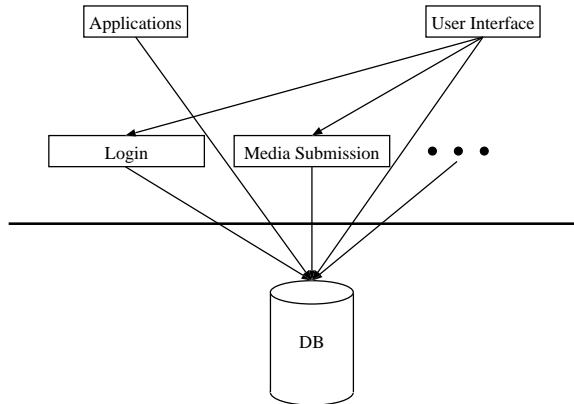 Applications
User Interface
Login
Media Submission
• • •
DB